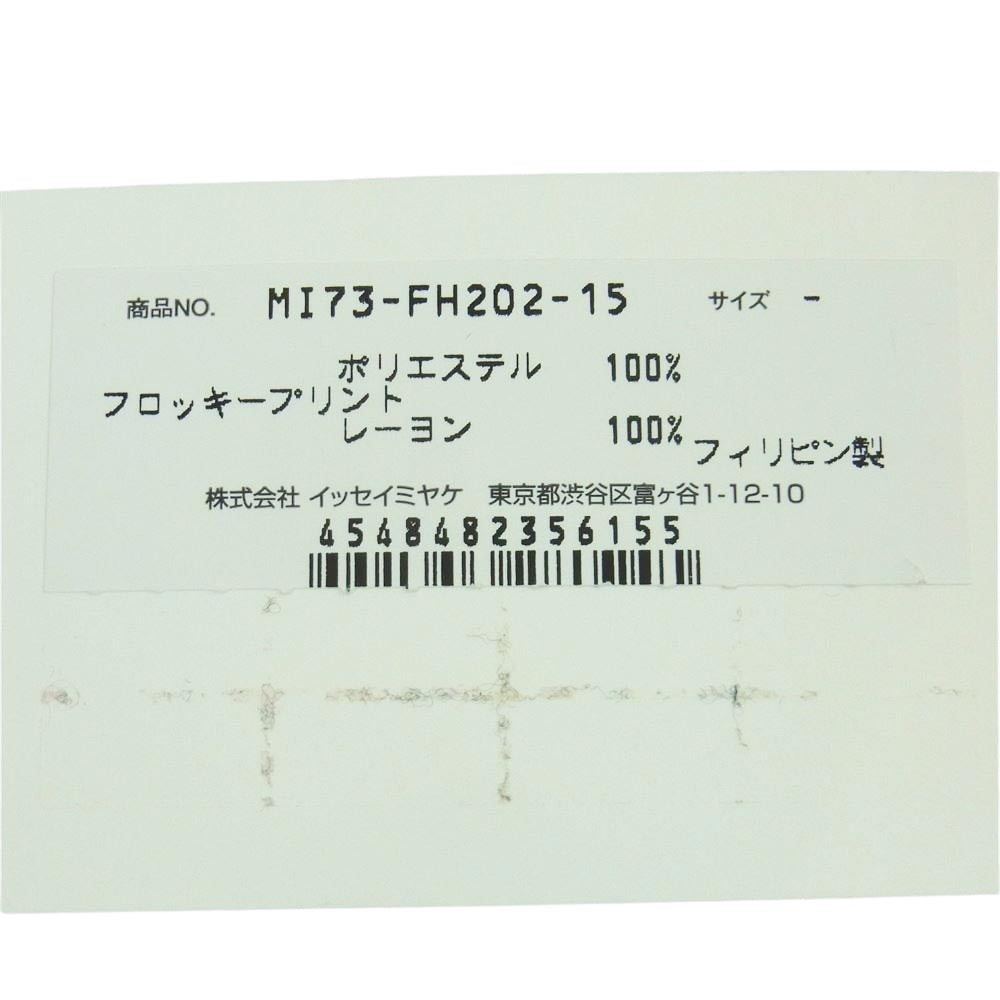 商品NO. MI73-FH202-15 サイズ -
ポリエステル 100%
フロッキープリント
レーヨン 100%
フィリピン製
株式会社 イッセイミヤケ 東京都渋谷区富ヶ谷1-12-10
4548482356155